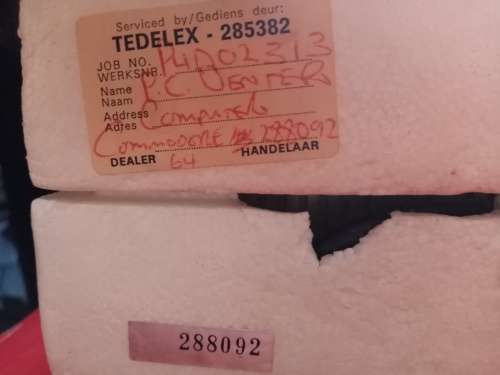 Serviced by/Gediens deur:
TEDELEX - 285382
JOB NO. 14D02313
WERKSNR.
Name P.C. VENTER
Naam
Address Computer
Adres
Commodore 288092
DEALER 64 HANDELAAR
288092